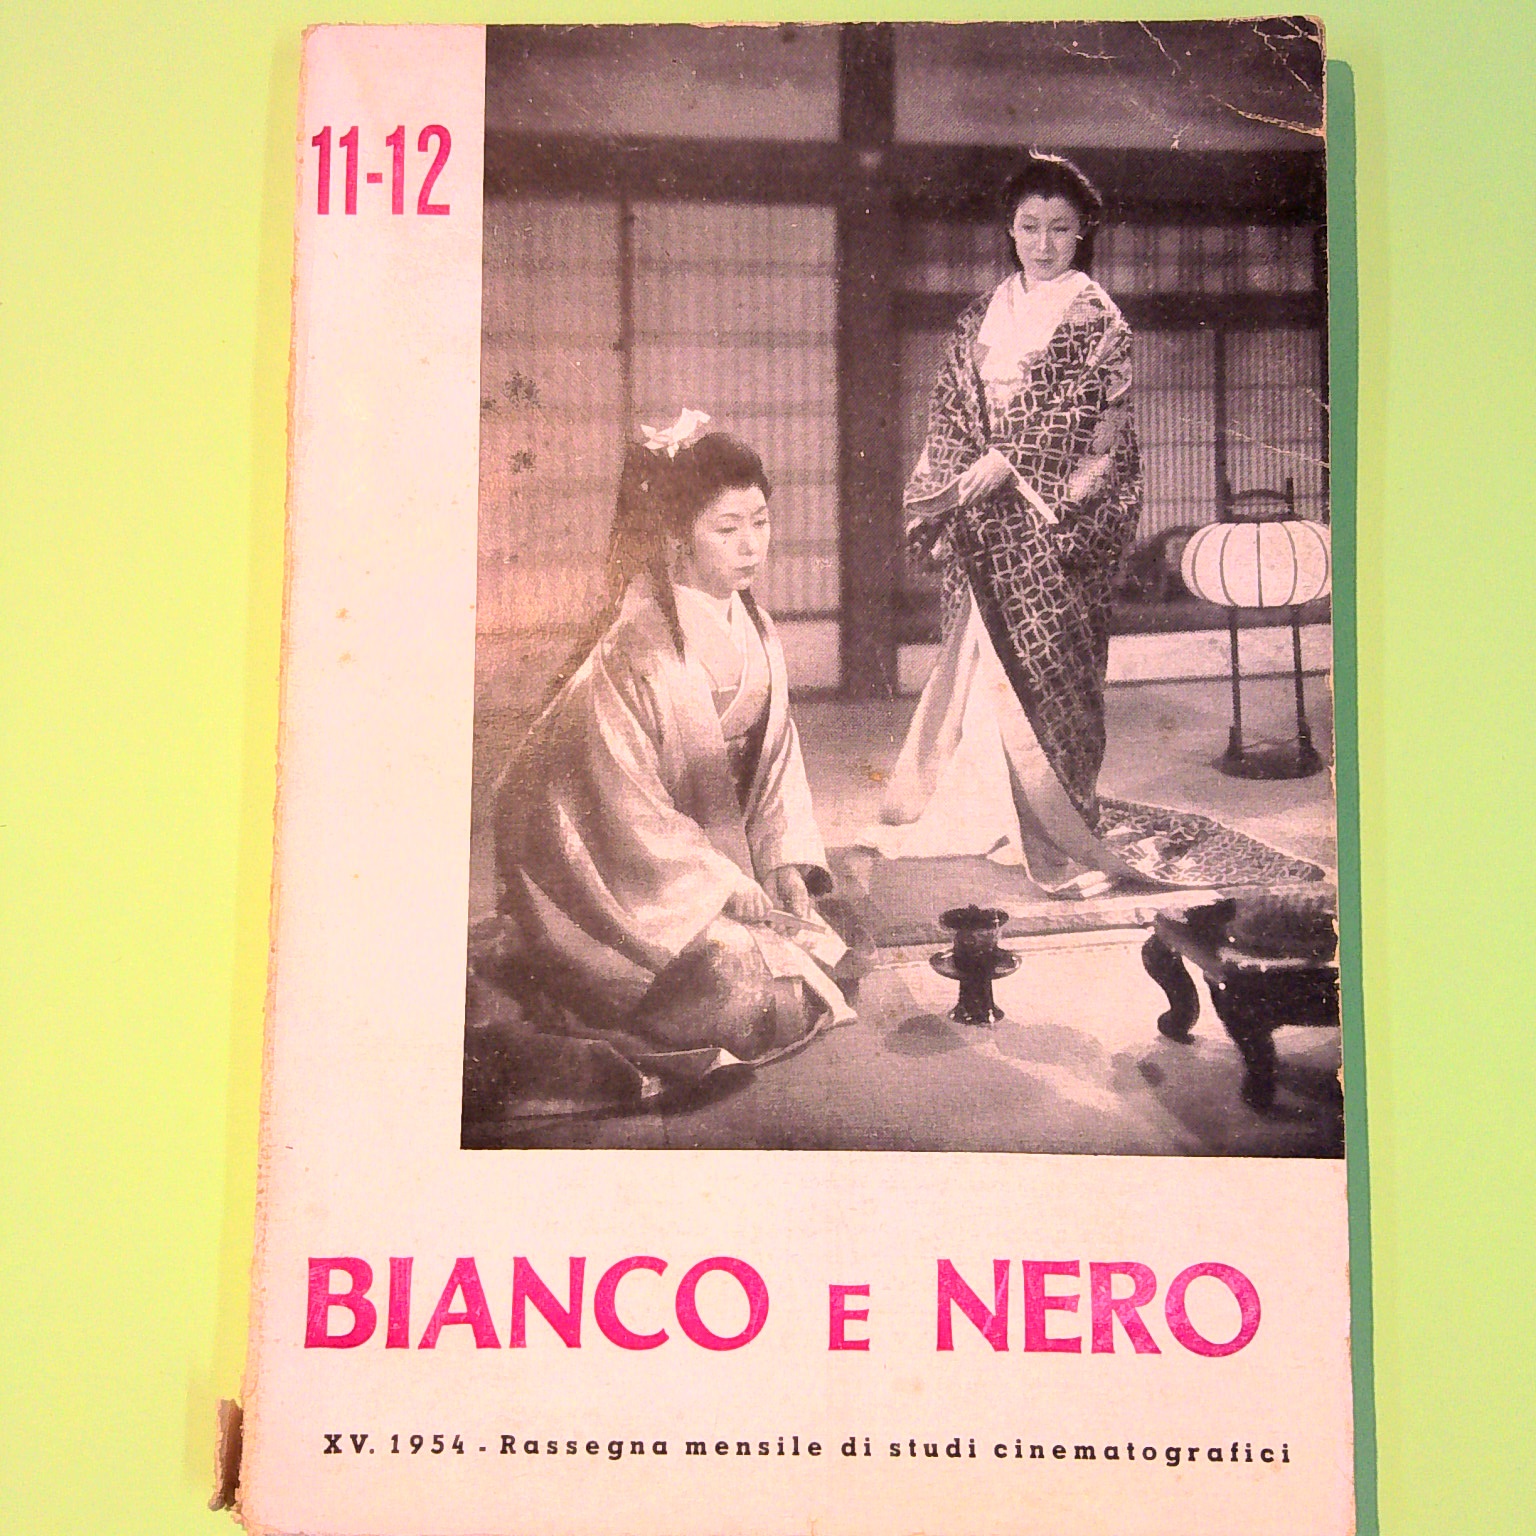 11-12
BIANCO E NERO
XV. 1954 - Rassegna mensile di studi cinematografici